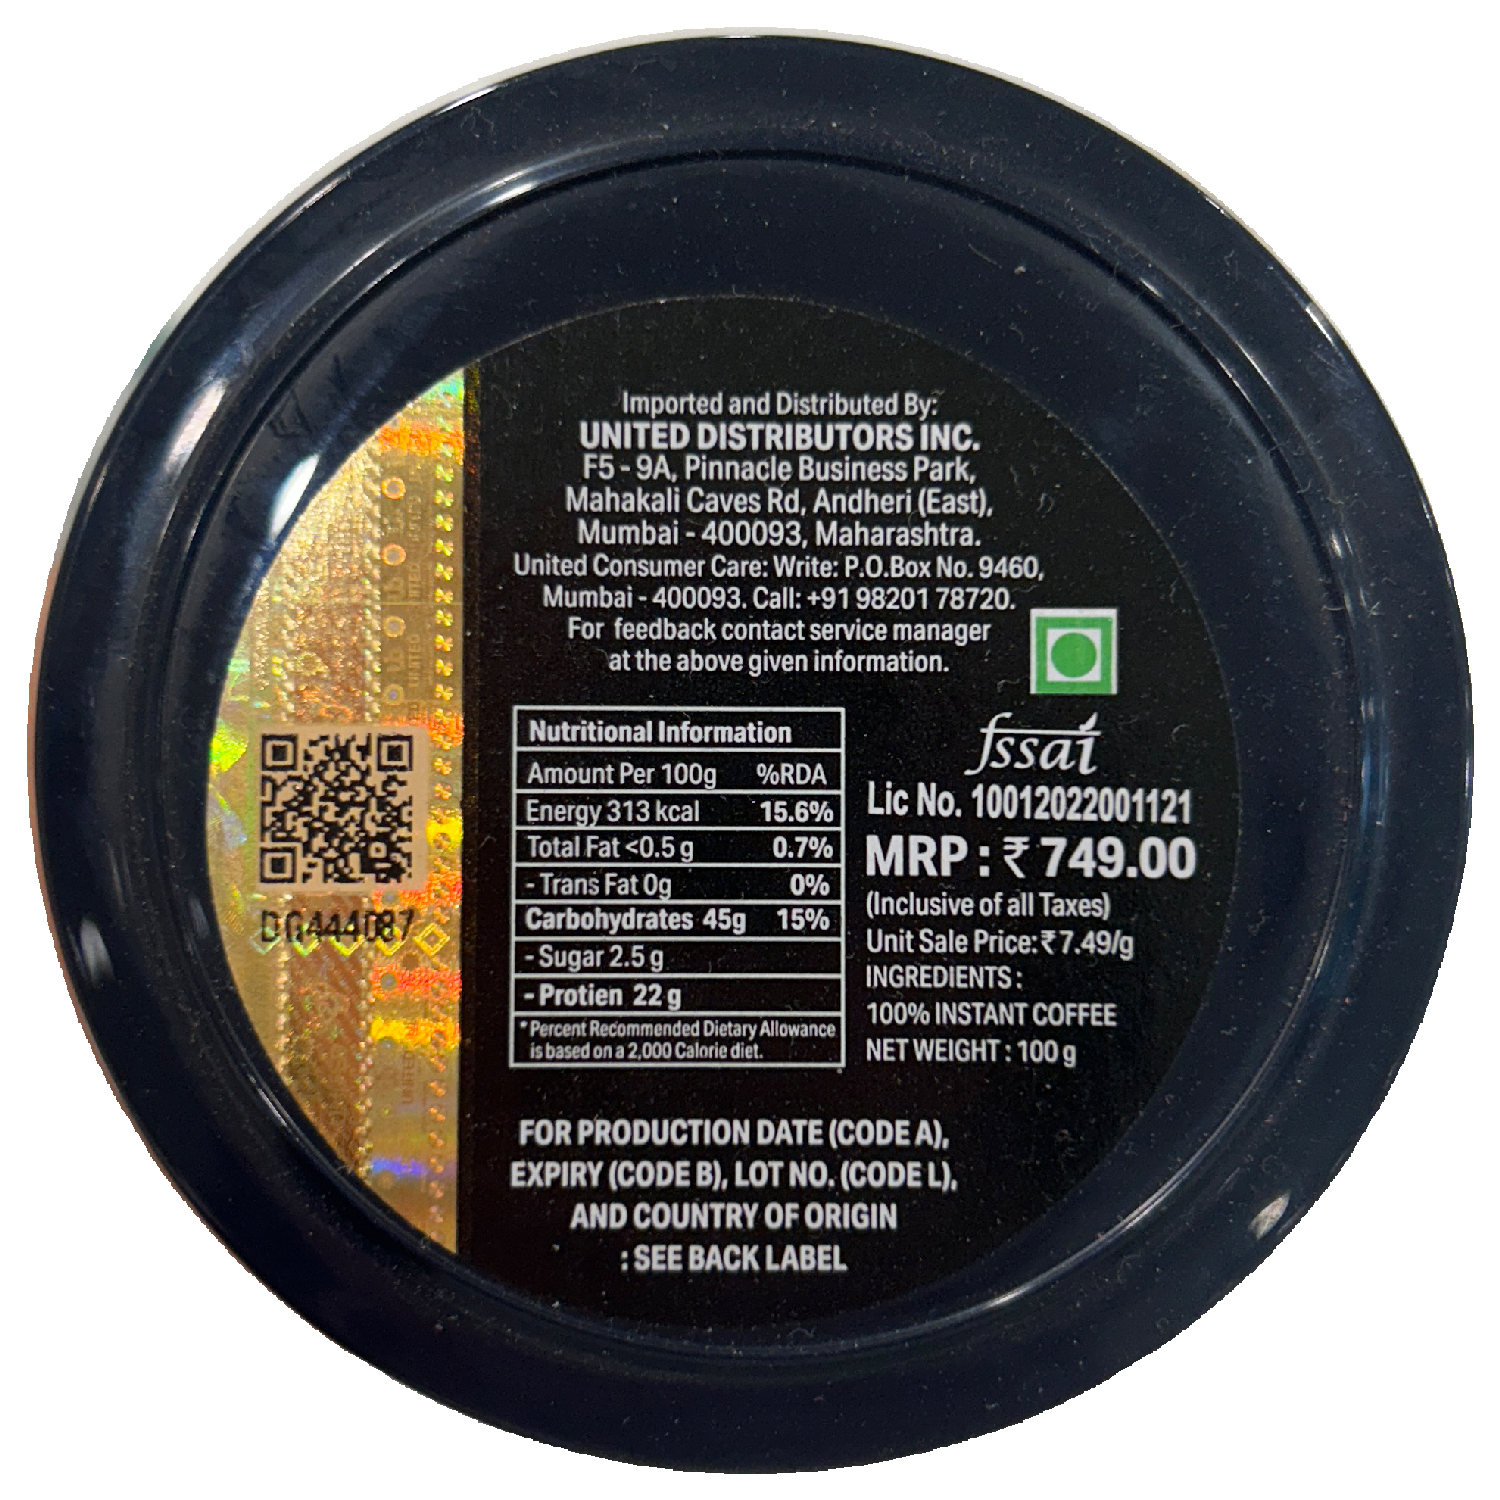 Imported and Distributed By:
UNITED DISTRIBUTORS INC.
F5 - 9A, Pinnacle Business Park,
Mahakali Caves Rd, Andheri (East),
Mumbai - 400093, Maharashtra.
United Consumer Care: Write: P.O.Box No. 9460,
Mumbai - 400093. Call: +91 98201 78720.
For feedback contact service manager
at the above given information.
Nutritional Information
Amount Per 100g %RDA
Energy 313 kcal 15.6%
Total Fat <0.5 g 0.7%
- Trans Fat 0g 0%
Carbohydrates 45g 15%
- Sugar 2.5 g
- Protien 22 g
*Percent Recommended Dietary Allowance
is based on a 2,000 Calorie diet.
fssai
Lic No. 10012022001121
MRP : ₹ 749.00
(Inclusive of all Taxes)
Unit Sale Price: ₹ 7.49/g
INGREDIENTS :
100% INSTANT COFFEE
NET WEIGHT : 100 g
FOR PRODUCTION DATE (CODE A),
EXPIRY (CODE B), LOT NO. (CODE L),
AND COUNTRY OF ORIGIN
: SEE BACK LABEL
UNITED